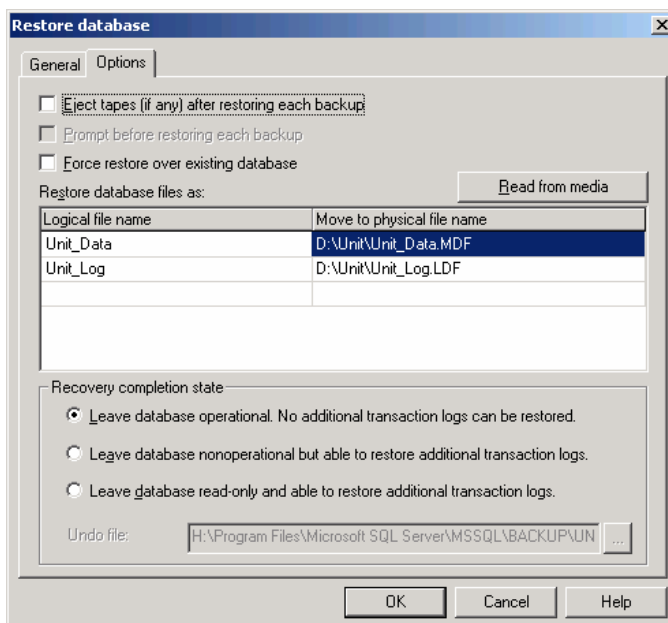 Restore database
General Options
Eject tapes (if any) after restoring each backup
Prompt before restoring each backup
Force restore over existing database
Restore database files as:
Read from media
Logical file name Move to physical file name
Unit_Data D:\Unit\Unit_Data.MDF
Unit_Log D:\Unit\Unit_Log.LDF
Recovery completion state
Leave database operational. No additional transaction logs can be restored.
Leave database nonoperational but able to restore additional transaction logs.
Leave database read-only and able to restore additional transaction logs.
Undo file: H:\Program Files\Microsoft SQL Server\MSSQL\BACKUP\UN ...
OK Cancel Help